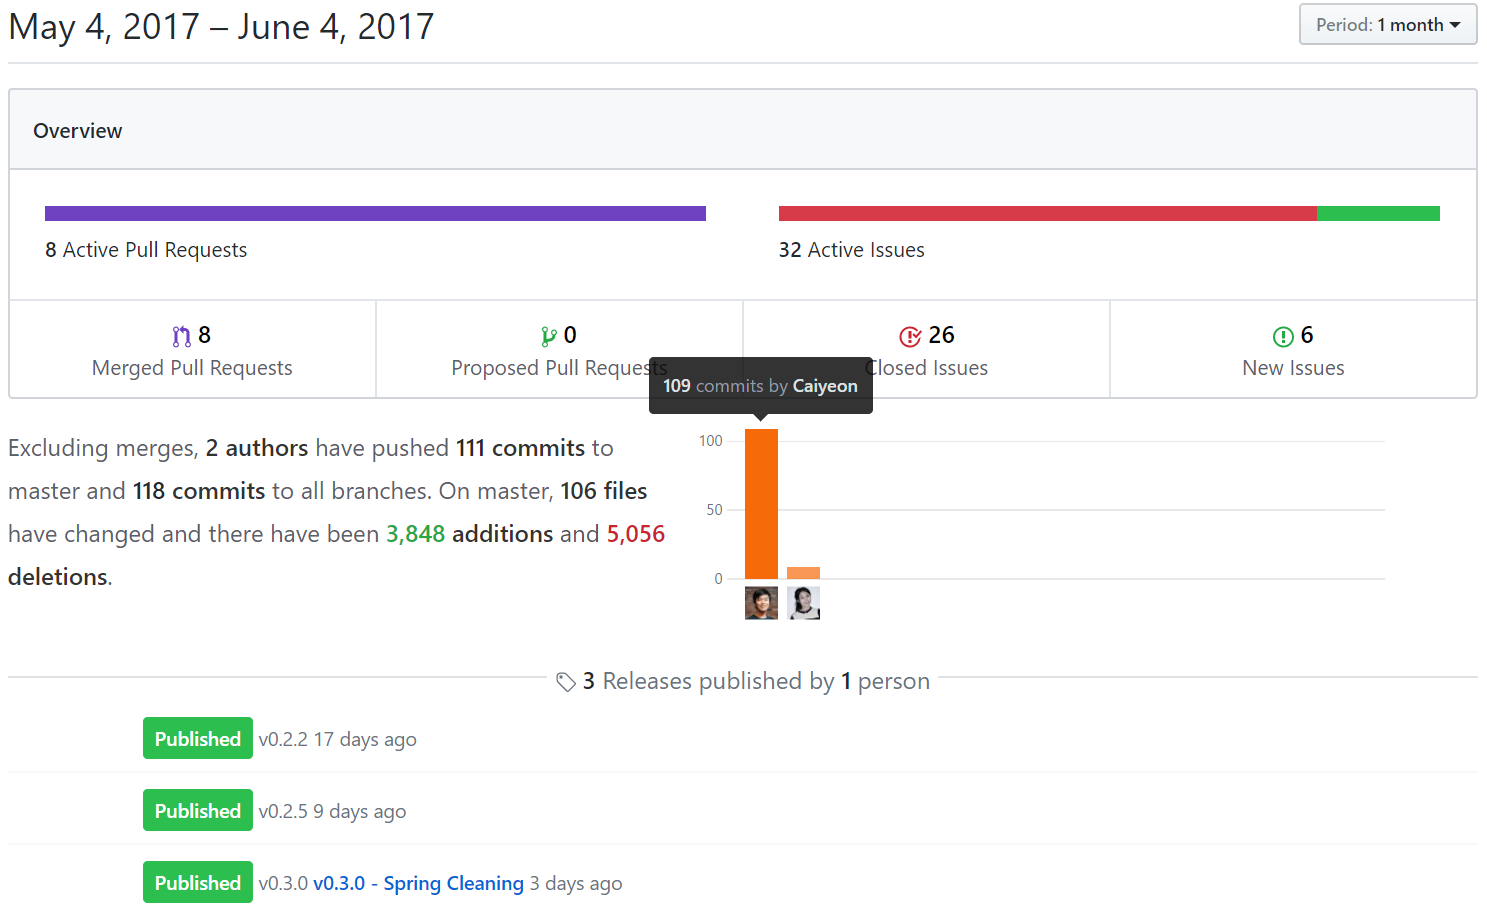 May 4, 2017 – June 4, 2017
Period: 1 month
Overview
8 Active Pull Requests
32 Active Issues
8
Merged Pull Requests
0
Proposed Pull Requests
26
Closed Issues
6
New Issues
109 commits by Caiyeon
Excluding merges, 2 authors have pushed 111 commits to
master and 118 commits to all branches. On master, 106 files
have changed and there have been 3,848 additions and 5,056
deletions.
100
50
0
3 Releases published by 1 person
Published v0.2.2 17 days ago
Published v0.2.5 9 days ago
Published v0.3.0 v0.3.0 - Spring Cleaning 3 days ago